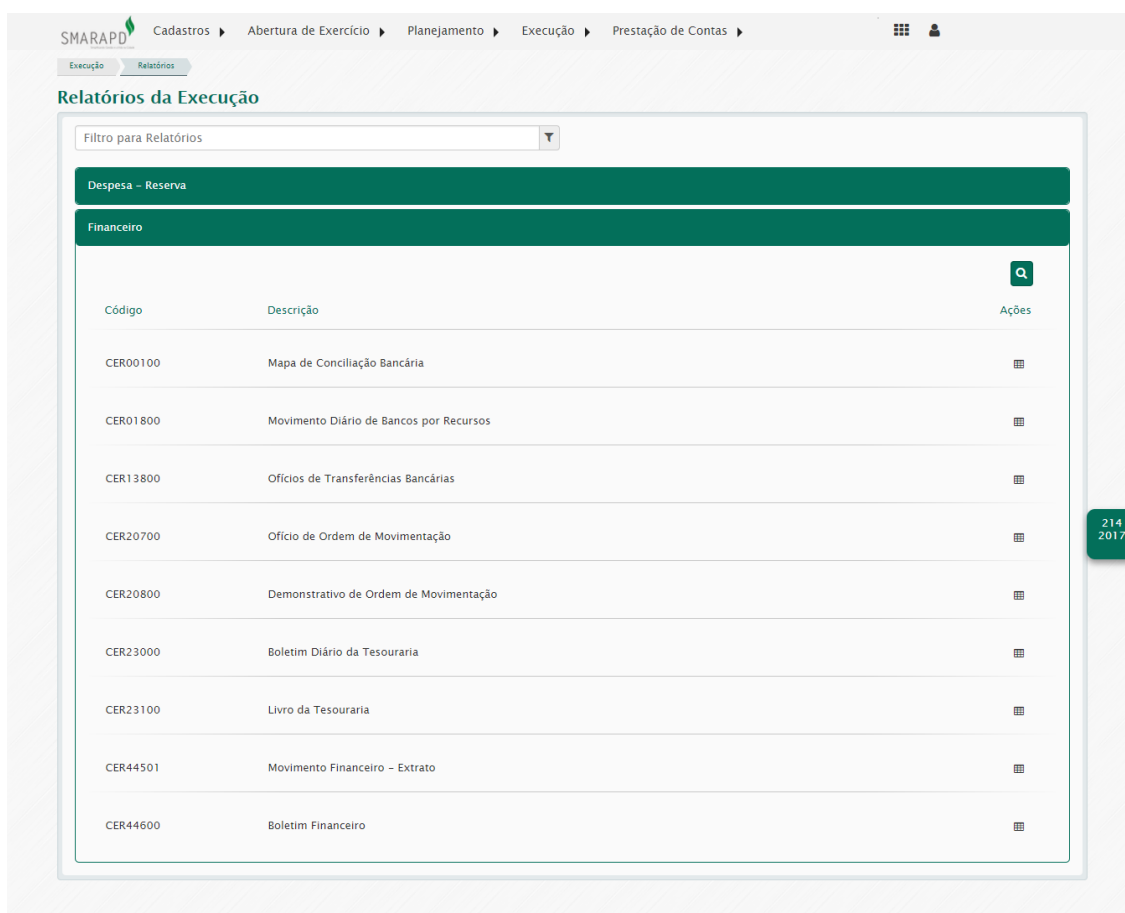 SMARAPD Cadastros Abertura de Exercício Planejamento Execução Prestação de Contas
Execução Relatórios
Relatórios da Execução
Filtro para Relatórios
Despesa – Reserva
Financeiro
Código Descrição Ações
CER00100 Mapa de Conciliação Bancária
CER01800 Movimento Diário de Bancos por Recursos
CER13800 Ofícios de Transferências Bancárias
CER20700 Ofício de Ordem de Movimentação
214
2017
CER20800 Demonstrativo de Ordem de Movimentação
CER23000 Boletim Diário da Tesouraria
CER23100 Livro da Tesouraria
CER44501 Movimento Financeiro – Extrato
CER44600 Boletim Financeiro